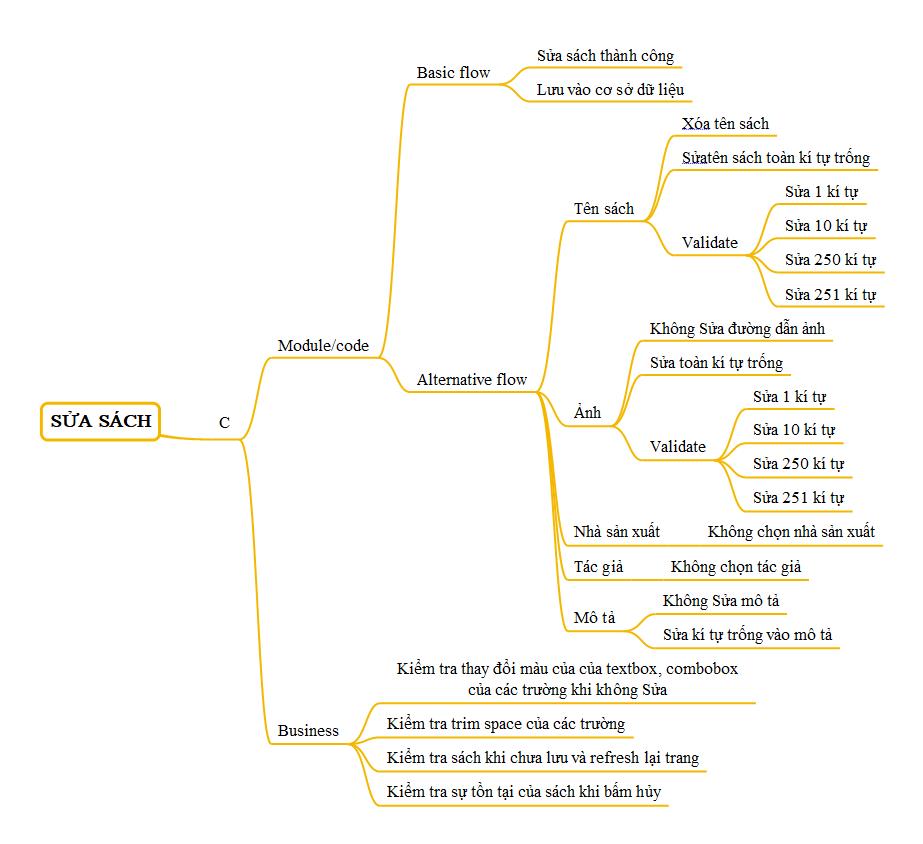 SỬA SÁCH
C
Module/code
Basic flow
Sửa sách thành công
Lưu vào cơ sở dữ liệu
Alternative flow
Tên sách
Xóa tên sách
Sửatên sách toàn kí tự trống
Validate
Sửa 1 kí tự
Sửa 10 kí tự
Sửa 250 kí tự
Sửa 251 kí tự
Ảnh
Không Sửa đường dẫn ảnh
Sửa toàn kí tự trống
Validate
Sửa 1 kí tự
Sửa 10 kí tự
Sửa 250 kí tự
Sửa 251 kí tự
Nhà sản xuất
Không chọn nhà sản xuất
Tác giả
Không chọn tác giả
Mô tả
Không Sửa mô tả
Sửa kí tự trống vào mô tả
Business
Kiểm tra thay đổi màu của của textbox, combobox
của các trường khi không Sửa
Kiểm tra trim space của các trường
Kiểm tra sách khi chưa lưu và refresh lại trang
Kiểm tra sự tồn tại của sách khi bấm hủy